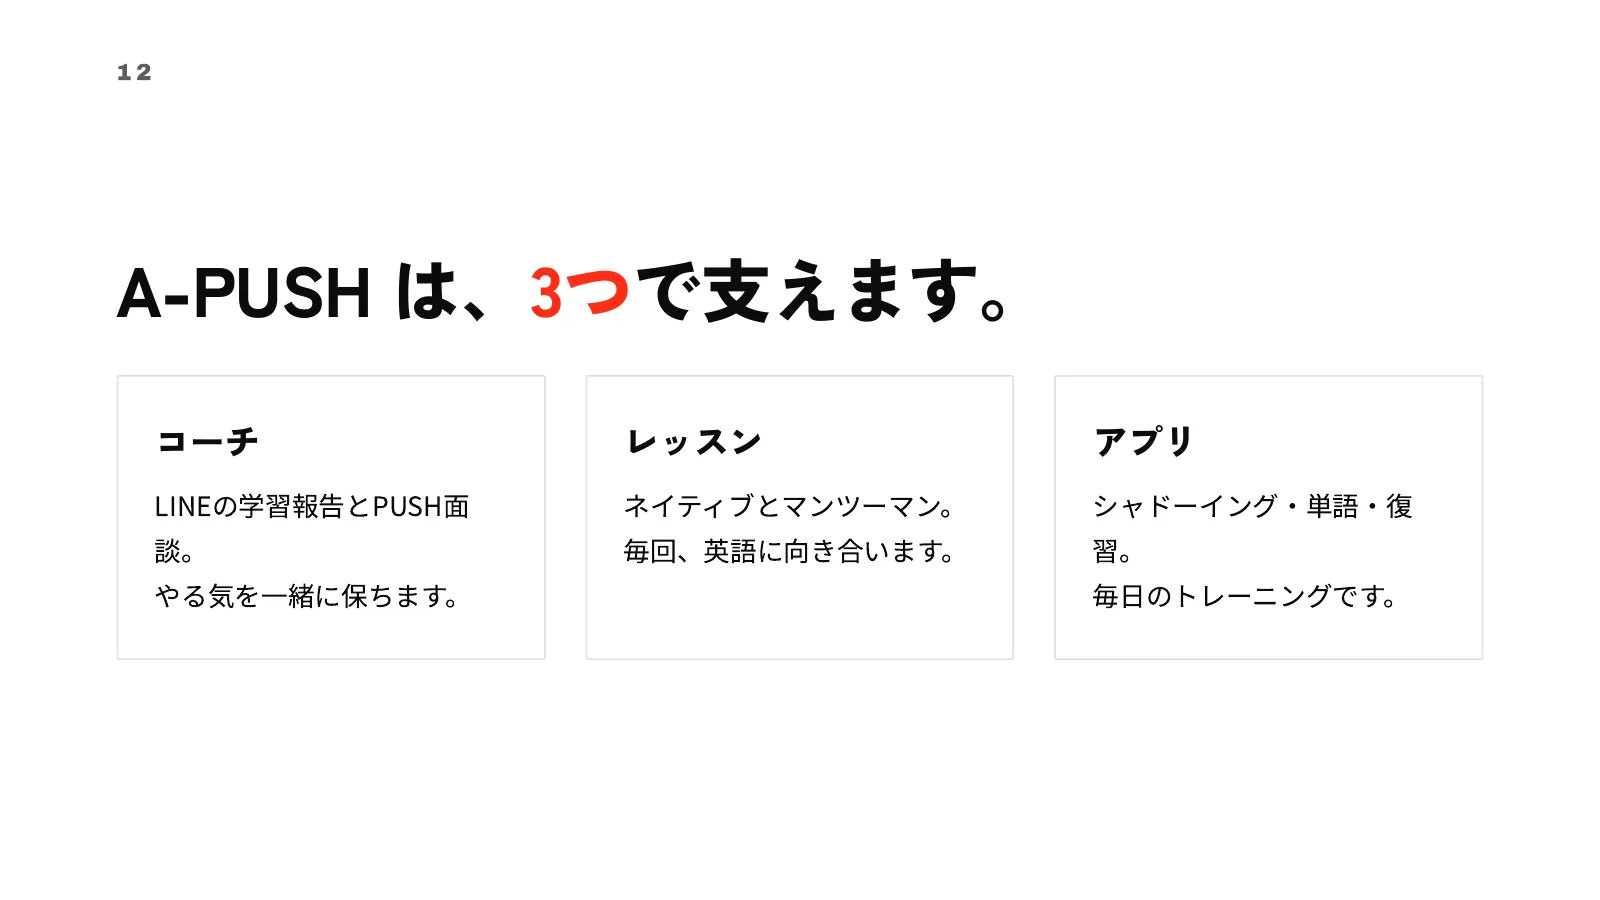 12
A-PUSH は、3つで支えます。
コーチ
LINEの学習報告とPUSH面
談。
やる気を一緒に保ちます。
レッスン
ネイティブとマンツーマン。
毎回、英語に向き合います。
アプリ
シャドーイング・単語・復
習。
毎日のトレーニングです。